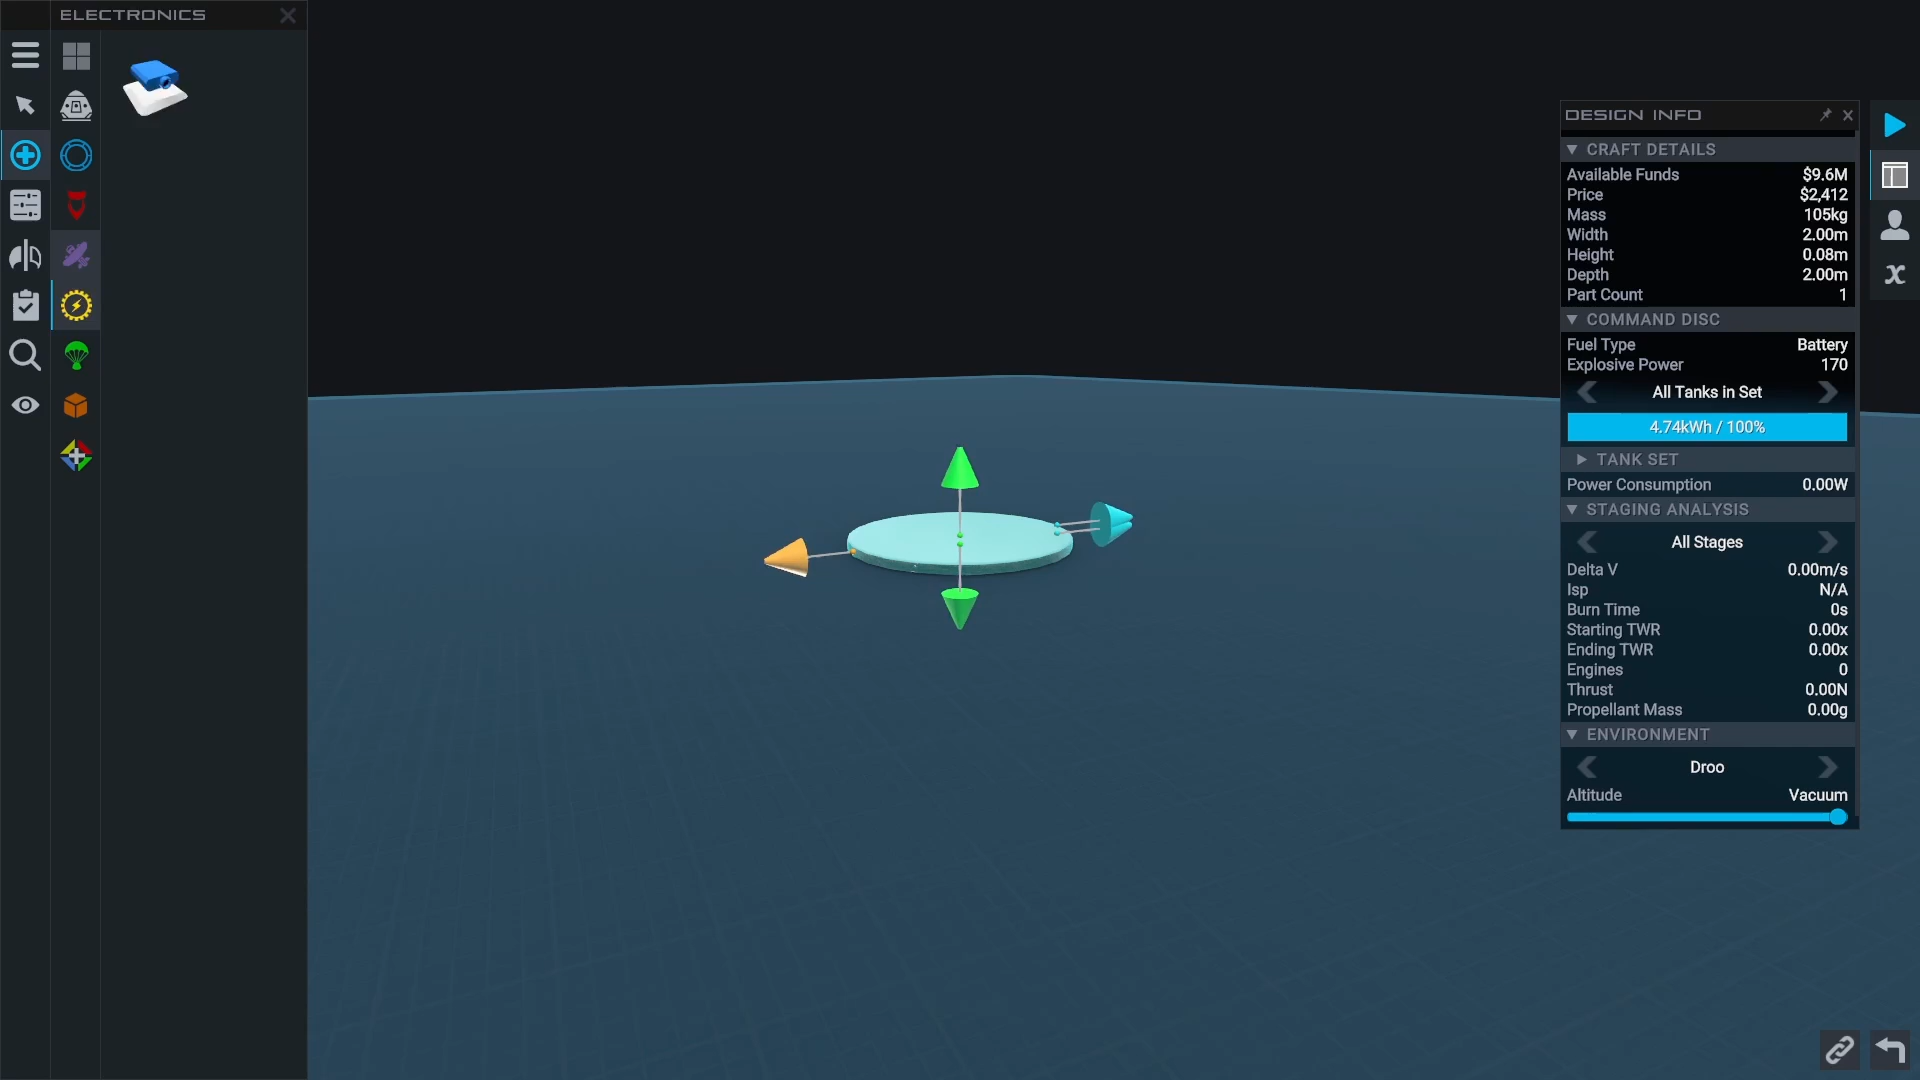 ELECTRONICS
DESIGN INFO
CRAFT DETAILS
Available Funds $9.6M
Price $2,412
Mass 105kg
Width 2.00m
Height 0.08m
Depth 2.00m
Part Count 1
COMMAND DISC
Fuel Type Battery
Explosive Power 170
All Tanks in Set
4.74kWh / 100%
TANK SET
Power Consumption 0.00W
STAGING ANALYSIS
All Stages
Delta V 0.00m/s
Isp N/A
Burn Time 0s
Starting TWR 0.00x
Ending TWR 0.00x
Engines 0
Thrust 0.00N
Propellant Mass 0.00g
ENVIRONMENT
Droo
Altitude Vacuum